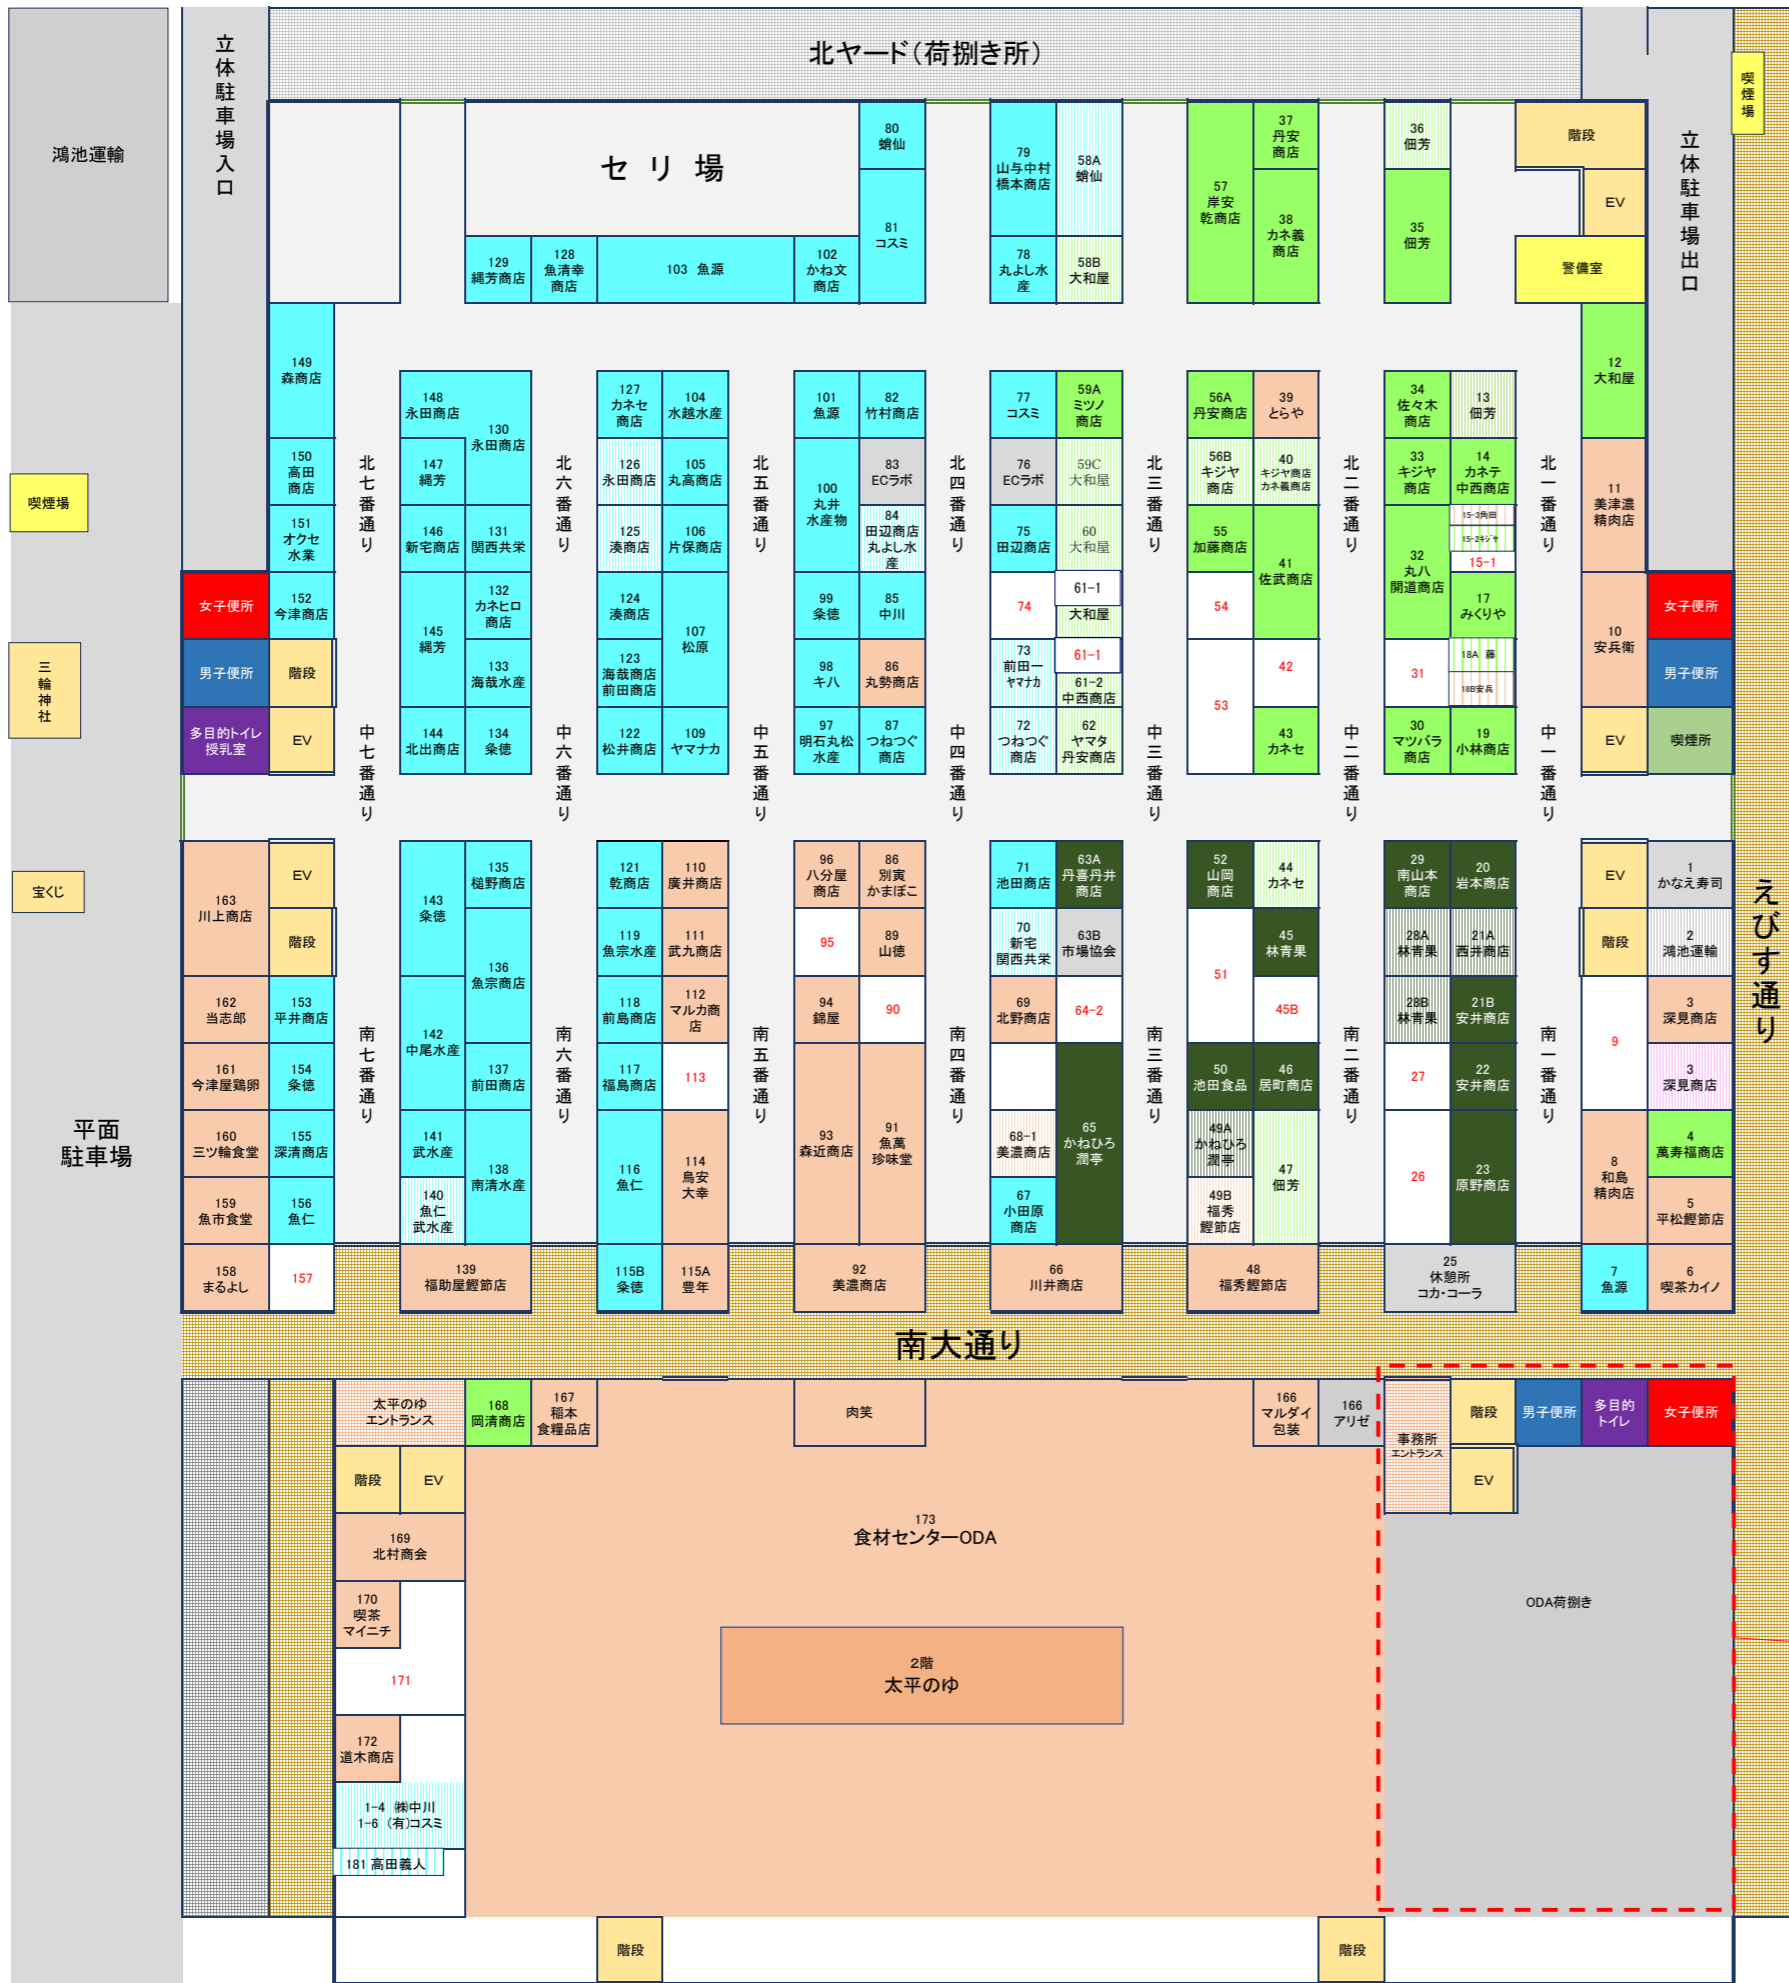 北ヤード（荷捌き所）
立体駐車場入口
鴻池運輸
喫煙場
セ リ 場
80
蛸仙
79
山与中村
橋本商店
58A
蛸仙
37
丹安
商店
36
佃芳
階段
立体駐車場出口
57
岸安
乾商店
81
コスミ
38
カネ義
商店
35
佃芳
EV
129
縄芳商店
128
魚清幸
商店
103 魚源
102
かね文
商店
78
丸よし水
産
58B
大和屋
警備室
149
森商店
12
大和屋
148
永田商店
130
永田商店
127
カネセ
商店
104
水越水産
101
魚源
82
竹村商店
77
コスミ
59A
ミツノ
商店
56A
丹安商店
39
とらや
34
佐々木
商店
13
佃芳
150
高田
商店
北七番通り
147
縄芳
北六番通り
126
永田商店
105
丸高商店
北五番通り
100
丸井
水産物
83
ECラボ
北四番通り
76
ECラボ
59C
大和屋
北三番通り
56B
キジヤ
商店
40
キジヤ商店
カネ義商店
北二番通り
33
キジヤ
商店
14
カネテ
中西商店
北一番通り
11
美津濃
精肉店
喫煙場
151
オクセ
水業
146
新宅商店
131
関西共栄
125
湊商店
106
片保商店
84
田辺商店
丸よし水
産
75
田辺商店
60
大和屋
55
加藤商店
41
佐武商店
32
丸八
開道商店
15-3角田
15-2キジヤ
15-1
女子便所
152
今津商店
145
縄芳
132
カネヒロ
商店
124
湊商店
107
松原
99
粂徳
85
中川
74
61-1
大和屋
54
17
みくりや
10
安兵衛
女子便所
三輪神社
男子便所
階段
133
海哉水産
123
海哉商店
前田商店
98
キ八
86
丸勢商店
73
前田一
ヤマナカ
61-1
61-2
中西商店
53
42
31
18A 藤
18B安兵
男子便所
多目的トイレ
授乳室
EV
中七番通り
144
北出商店
134
粂徳
中六番通り
122
松井商店
109
ヤマナカ
中五番通り
97
明石丸松
水産
87
つねつぐ
商店
中四番通り
72
つねつぐ
商店
62
ヤマタ
丹安商店
中三番通り
43
カネセ
中二番通り
30
マツバラ
商店
19
小林商店
中一番通り
EV
喫煙所
宝くじ
163
川上商店
EV
143
粂徳
135
槌野商店
121
乾商店
110
廣井商店
96
八分屋
商店
86
別寅
かまぼこ
71
池田商店
63A
丹喜丹井
商店
52
山岡
商店
44
カネセ
29
南山本
商店
20
岩本商店
EV
1
かなえ寿司
えびす通り
階段
136
魚宗商店
119
魚宗水産
111
武九商店
95
89
山徳
70
新宅
関西共栄
63B
市場協会
51
45
林青果
28A
林青果
21A
西井商店
階段
2
鴻池運輸
162
当志郎
153
平井商店
142
中尾水産
118
前島商店
112
マルカ商
店
94
錦屋
90
69
北野商店
64-2
45B
28B
林青果
21B
安井商店
9
3
深見商店
161
今津屋鶏卵
154
粂徳
南七番通り
137
前田商店
南六番通り
117
福島商店
113
南五番通り
93
森近商店
91
魚萬
珍味堂
南四番通り
65
かねひろ
潤亭
南三番通り
50
池田食品
46
居町商店
南二番通り
27
22
安井商店
南一番通り
3
深見商店
平面
駐車場
160
三ツ輪食堂
155
深清商店
141
武水産
138
南清水産
116
魚仁
114
鳥安
大幸
68-1
美濃商店
49A
かねひろ
潤亭
47
佃芳
26
23
原野商店
8
和島
精肉店
4
萬寿福商店
159
魚市食堂
156
魚仁
140
魚仁
武水産
67
小田原
商店
49B
福秀
鰹節店
5
平松鰹節店
158
まるよし
157
139
福助屋鰹節店
115B
粂徳
115A
豊年
92
美濃商店
66
川井商店
48
福秀鰹節店
25
休憩所
コカ・コーラ
7
魚源
6
喫茶カイノ
南大通り
太平のゆ
エントランス
168
岡清商店
167
稲本
食糧品店
肉笑
166
マルダイ
包装
166
アリゼ
事務所
エントランス
階段
男子便所
多目的
トイレ
女子便所
階段
EV
EV
173
食材センターODA
169
北村商会
170
喫茶
マイニチ
ODA荷捌き
171
2階
太平のゆ
172
道木商店
1-4 ㈱中川
1-6 (有)コスミ
181 高田義人
階段
階段